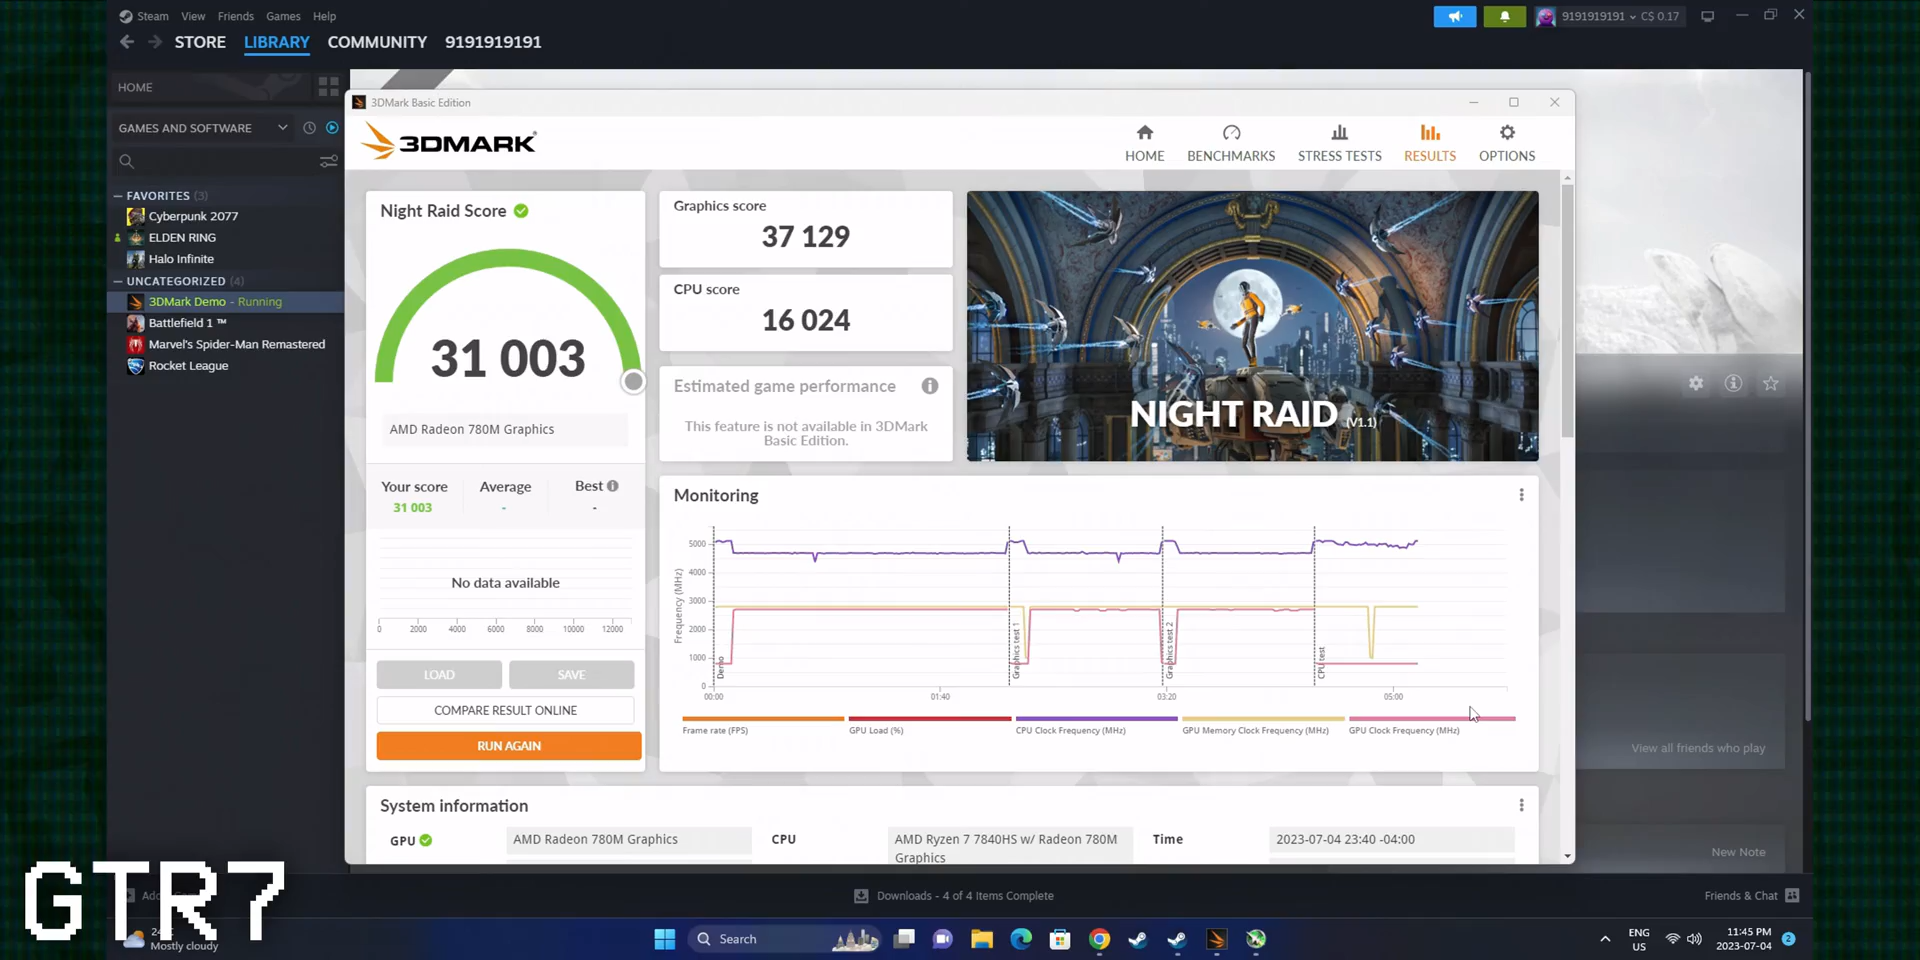 Steam View Friends Games Help
9191919191 C$ 0.17
STORE LIBRARY COMMUNITY 9191919191
HOME
GAMES AND SOFTWARE
FAVORITES (3)
Cyberpunk 2077
ELDEN RING
Halo Infinite
UNCATEGORIZED (4)
3DMark Demo - Running
Battlefield 1 ™
Marvel's Spider-Man Remastered
Rocket League
3DMark Basic Edition
3DMARK
HOME BENCHMARKS STRESS TESTS RESULTS OPTIONS
Night Raid Score
31 003
AMD Radeon 780M Graphics
Your score Average Best
31 003 - -
No data available
0 2000 4000 6000 8000 10000 12000
LOAD SAVE
COMPARE RESULT ONLINE
RUN AGAIN
Graphics score
37 129
CPU score
16 024
Estimated game performance
This feature is not available in 3DMark
Basic Edition.
NIGHT RAID (V1.1)
Monitoring
Frequency (MHz)
5000
4000
3000
2000
1000
0
Demo
Graphics test 1
Graphics test 2
CPU test
00:00 01:40 03:20 05:00
Frame rate (FPS) GPU Load (%) CPU Clock Frequency (MHz) GPU Memory Clock Frequency (MHz) GPU Clock Frequency (MHz)
System information
GPU AMD Radeon 780M Graphics CPU AMD Ryzen 7 7840HS w/ Radeon 780M
Graphics
Time 2023-07-04 23:40 -04:00
View all friends who play
New Note
Downloads - 4 of 4 Items Complete
Friends & Chat
GTR7
Mostly cloudy
Search
ENG
US
11:45 PM
2023-07-04
2